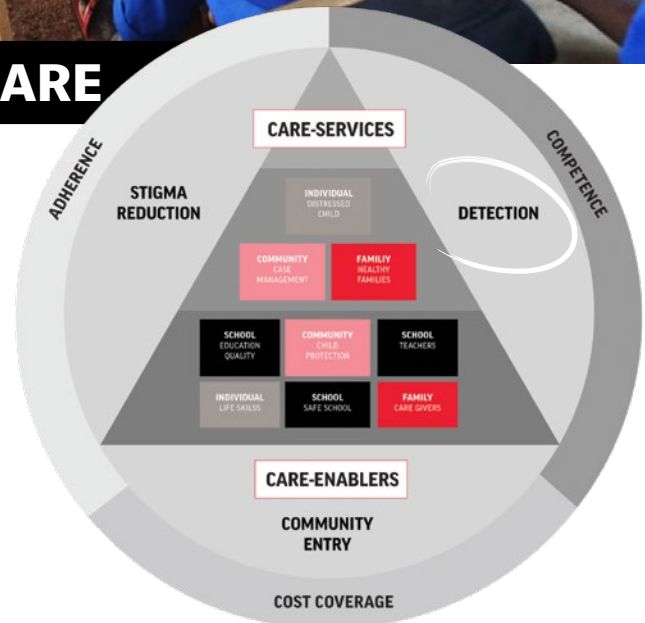 ARE
ADHERENCE
COMPETENCE
CARE-SERVICES
STIGMA
REDUCTION
DETECTION
INDIVIDUAL
DISTRESSED
CHILD
COMMUNITY
CASE
MANAGEMENT
FAMILIY
HEALTHY
FAMILIES
SCHOOL
EDUCATION
QUALITY
COMMUNITY
CHILD
PROTECTION
SCHOOL
TEACHERS
INDIVIDUAL
LIFE SKILSS
SCHOOL
SAFE SCHOOL
FAMILY
CARE GIVERS
CARE-ENABLERS
COMMUNITY
ENTRY
COST COVERAGE